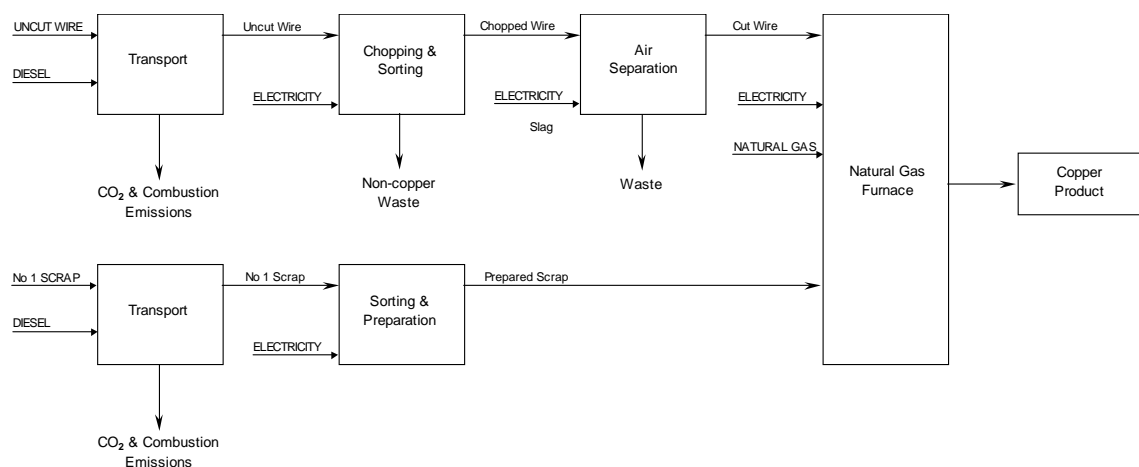 UNCUT WIRE
DIESEL
Transport
CO₂ & Combustion
Emissions
Uncut Wire
ELECTRICITY
Chopping &
Sorting
Non-copper
Waste
Chopped Wire
ELECTRICITY
Slag
Air
Separation
Waste
Cut Wire
ELECTRICITY
NATURAL GAS
Natural Gas
Furnace
Copper
Product
No 1 SCRAP
DIESEL
Transport
CO₂ & Combustion
Emissions
No 1 Scrap
ELECTRICITY
Sorting &
Preparation
Prepared Scrap